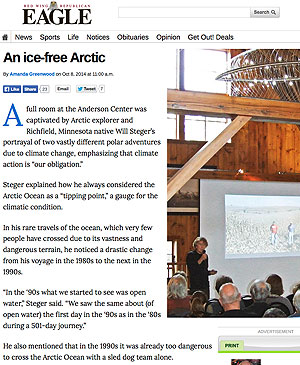 RED WING REPUBLICAN
EAGLE
Search
News Sports Life Notices Obituaries Opinion Get Out! Deals
An ice-free Arctic
By Amanda Greenwood on Oct 8, 2014 at 11:00 a.m.
Like Share 23 Email Tweet 7
A full room at the Anderson Center was
captivated by Arctic explorer and
Richfield, Minnesota native Will Steger's
portrayal of two vastly different polar adventures
due to climate change, emphasizing that climate
action is "our obligation."
Steger explained how he always considered the
Arctic Ocean as a "tipping point," a gauge for the
climatic condition.
In his rare travels of the ocean, which very few
people have crossed due to its vastness and
dangerous terrain, he noticed a drastic change
from his voyage in the 1980s to the next in the
1990s.
"In the '90s what we started to see was open
water," Steger said. "We saw the same about (of
open water) the first day in the '90s as in the '80s
during a 501-day journey."
He also mentioned that in the 1990s it was already too dangerous
to cross the Arctic Ocean with a sled dog team alone.
ADVERTISEMENT
PRINT